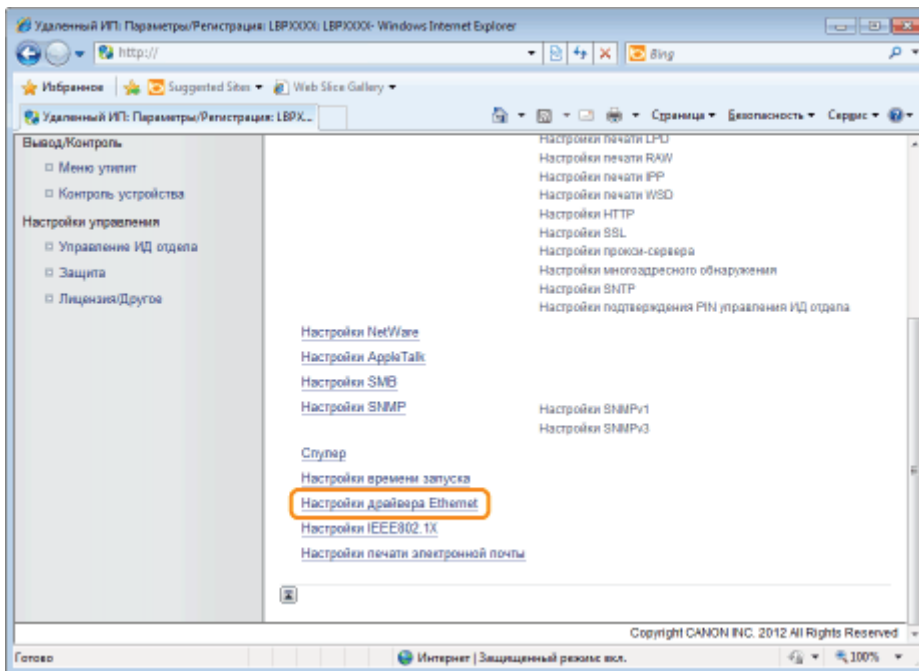 Удаленный ИП: Параметры/Регистрация: LBPXXXX: LBPXXXX- Windows Internet Explorer
http://
Bing
Избранное Suggested Sites Web Slice Gallery
Удаленный ИП: Параметры/Регистрация: LBPX... Страница Безопасность Сервис
Вывод/Контроль
Меню утилит
Контроль устройства
Настройки управления
Управление ИД отдела
Защита
Лицензия/Другое
Настройки печати LPD
Настройки печати RAW
Настройки печати IPP
Настройки печати WSD
Настройки HTTP
Настройки SSL
Настройки прокси-сервера
Настройки многоадресного обнаружения
Настройки SNTP
Настройки подтверждения PIN управления ИД отдела
Настройки NetWare
Настройки AppleTalk
Настройки SMB
Настройки SNMP
Настройки SNMPv1
Настройки SNMPv3
Спулер
Настройки времени запуска
Настройки драйвера Ethernet
Настройки IEEE802.1X
Настройки печати электронной почты
Copyright CANON INC. 2012 All Rights Reserved
Готово Интернет | Защищенный режим: вкл. 100%